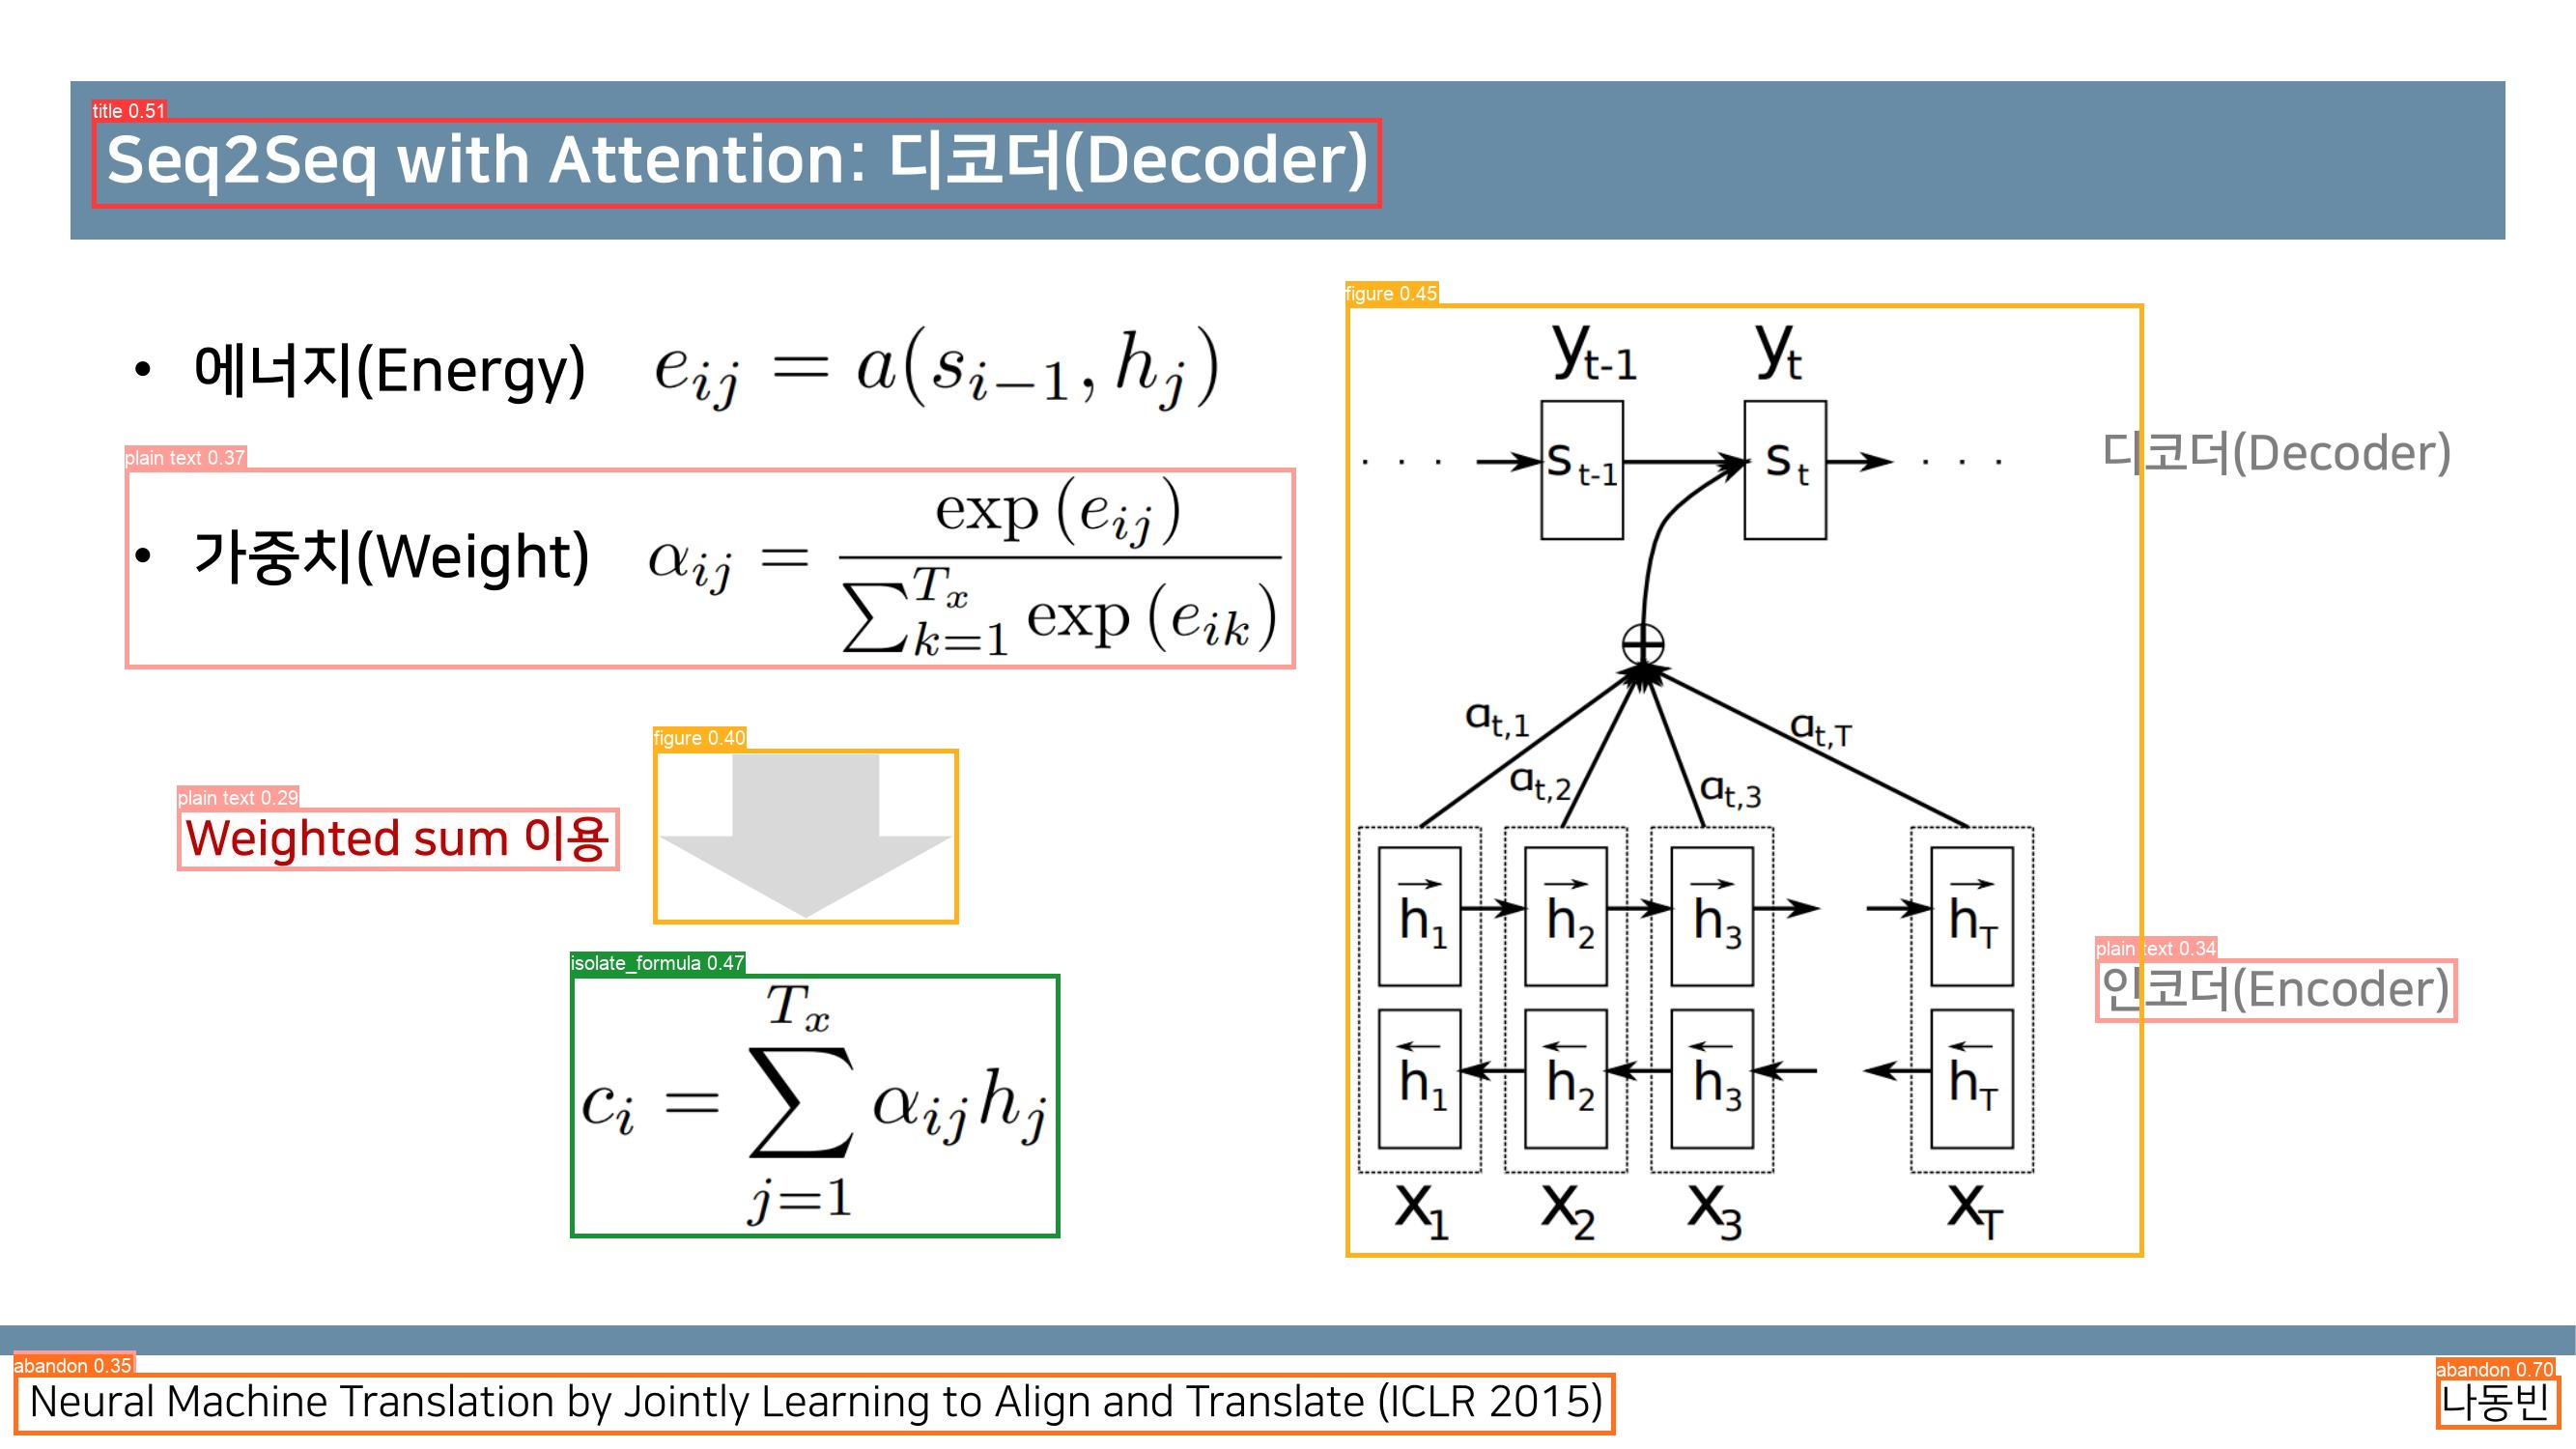 title 0.51
Seq2Seq with Attention: 디코더(Decoder)
• 에너지(Energy) e_{ij} = a(s_{i-1}, h_j)
plain text 0.37
• 가중치(Weight) α_{ij} = \frac{exp(e_{ij})}{∑_{k=1}^{T_x} exp(e_{ik})}
figure 0.40
plain text 0.29
Weighted sum 이용
isolate_formula 0.47
c_i = ∑_{j=1}^{T_x} α_{ij} h_j
figure 0.45
y_{t-1} y_t
. . . s_{t-1} s_t . . .
디코더(Decoder)
a_{t,1} a_{t,T}
a_{t,2} a_{t,3}
\overrightarrow{h}_1 \overrightarrow{h}_2 \overrightarrow{h}_3 \overrightarrow{h}_T
plain text 0.34
인코더(Encoder)
\overleftarrow{h}_1 \overleftarrow{h}_2 \overleftarrow{h}_3 \overleftarrow{h}_T
x_1 x_2 x_3 x_T
abandon 0.35
Neural Machine Translation by Jointly Learning to Align and Translate (ICLR 2015)
abandon 0.70
나동빈